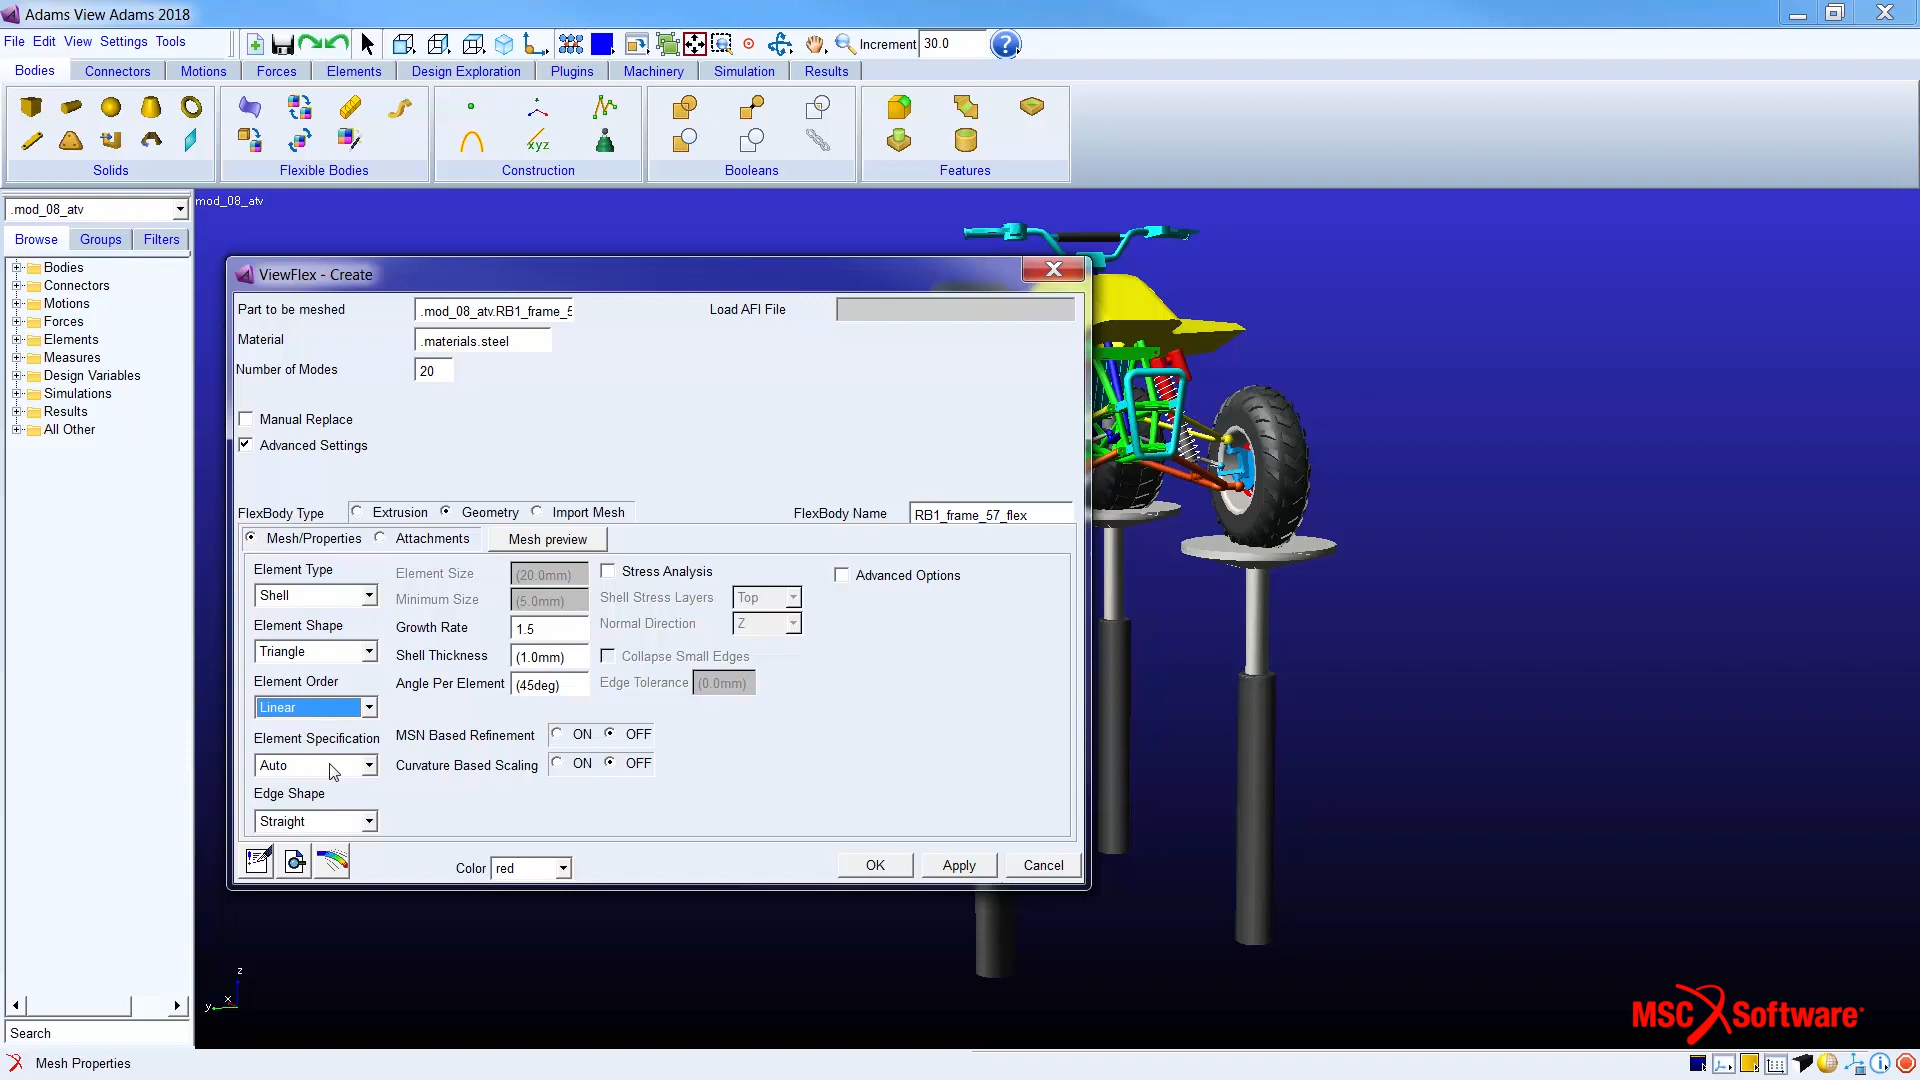 Adams View Adams 2018
File Edit View Settings Tools
Increment 30.0
Bodies Connectors Motions Forces Elements Design Exploration Plugins Machinery Simulation Results
xyz
Solids Flexible Bodies Construction Booleans Features
.mod_08_atv
mod_08_atv
Browse Groups Filters
Bodies
Connectors
Motions
Forces
Elements
Measures
Design Variables
Simulations
Results
All Other
Search
Mesh Properties
ViewFlex - Create
Part to be meshed .mod_08_atv.RB1_frame_5 Load AFI File
Material .materials.steel
Number of Modes 20
Manual Replace
Advanced Settings
FlexBody Type Extrusion Geometry Import Mesh FlexBody Name RB1_frame_57_flex
Mesh/Properties Attachments Mesh preview
Element Type
Shell
Element Shape
Triangle
Element Order
Linear
Element Specification
Auto
Edge Shape
Straight
Element Size (20.0mm)
Minimum Size (5.0mm)
Growth Rate 1.5
Shell Thickness (1.0mm)
Angle Per Element (45deg)
MSN Based Refinement ON OFF
Curvature Based Scaling ON OFF
Stress Analysis
Shell Stress Layers Top
Normal Direction Z
Collapse Small Edges
Edge Tolerance (0.0mm)
Advanced Options
Color red
OK Apply Cancel
z
x
y
MSC Software